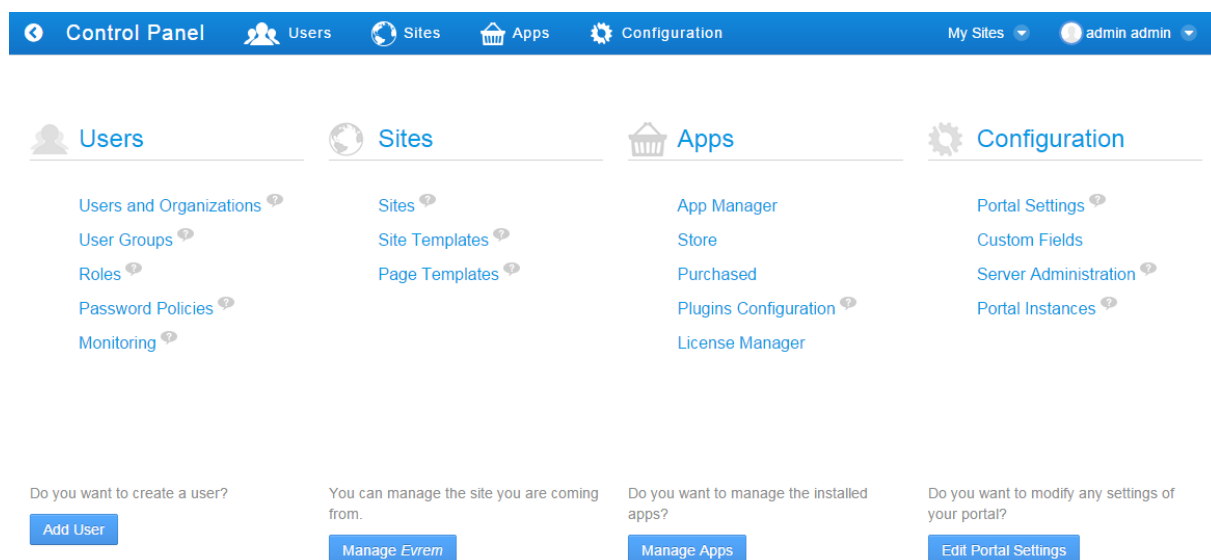 Control Panel Users Sites Apps Configuration My Sites admin admin
Users
Users and Organizations ?
User Groups ?
Roles ?
Password Policies ?
Monitoring ?
Do you want to create a user?
Add User
Sites
Sites ?
Site Templates ?
Page Templates ?
You can manage the site you are coming
from.
Manage Evrem
Apps
App Manager
Store
Purchased
Plugins Configuration ?
License Manager
Do you want to manage the installed
apps?
Manage Apps
Configuration
Portal Settings ?
Custom Fields
Server Administration ?
Portal Instances ?
Do you want to modify any settings of
your portal?
Edit Portal Settings